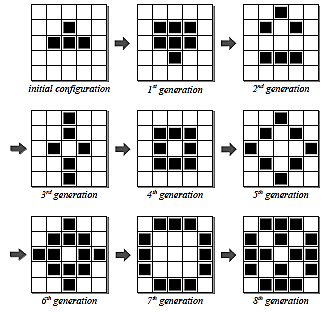 initial configuration
1st generation
2nd generation
3rd generation
4th generation
5th generation
6th generation
7th generation
8th generation